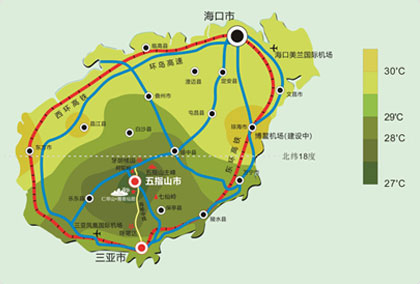 海口市
临高县
环岛高速
海口美兰国际机场
澄迈县
定安县
30℃
西环高铁
儋州市
文昌市
屯昌县
29℃
昌江县
白沙县
琼海市
博鳌机场(建设中)
28℃
东方市
琼中县
北纬18度
五指山市
东环高铁
万宁市
27℃
乐东县
七仙岭
保亭县
陵水县
三亚凤凰国际机场
三亚市